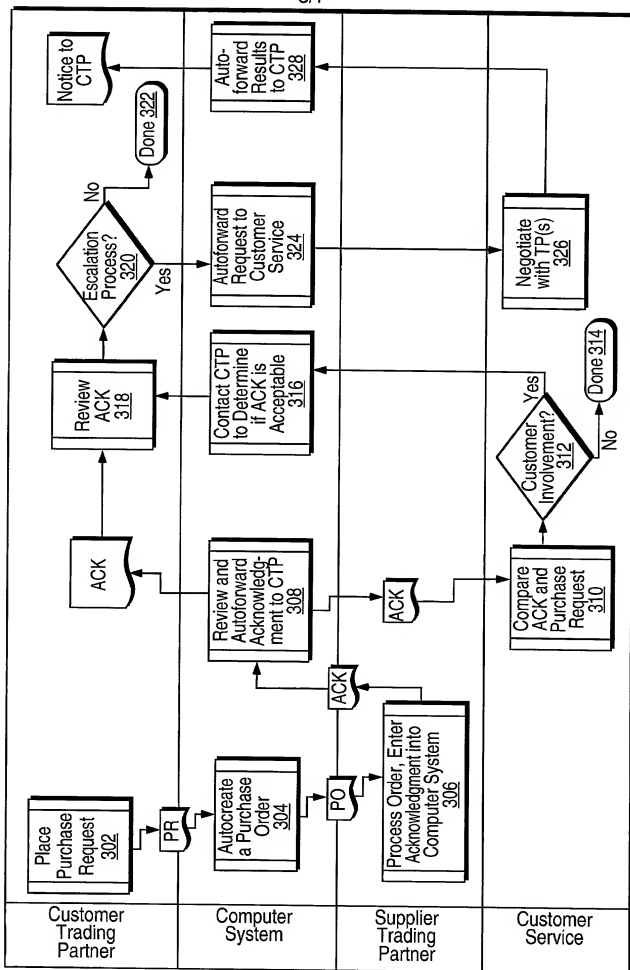 Customer
Trading
Partner
Place
Purchase
Request
302
PR
ACK
Review
ACK
318
Escalation
Process?
320
No
Yes
Done 322
Notice to
CTP
Computer
System
Autocreate
a Purchase
Order
304
PO
Review and
Autoforward
Acknowledg-
ment to CTP
308
Contact CTP
to Determine
if ACK is
Acceptable
316
Autoforward
Request to
Customer
Service
324
Auto-
forward
Results
to CTP
328
Supplier
Trading
Partner
Process Order, Enter
Acknowledgment into
Computer System
306
ACK
ACK
Customer
Service
Compare
ACK and
Purchase
Request
310
Customer
Involvement?
312
Yes
No
Done 314
Negotiate
with TP(s)
326